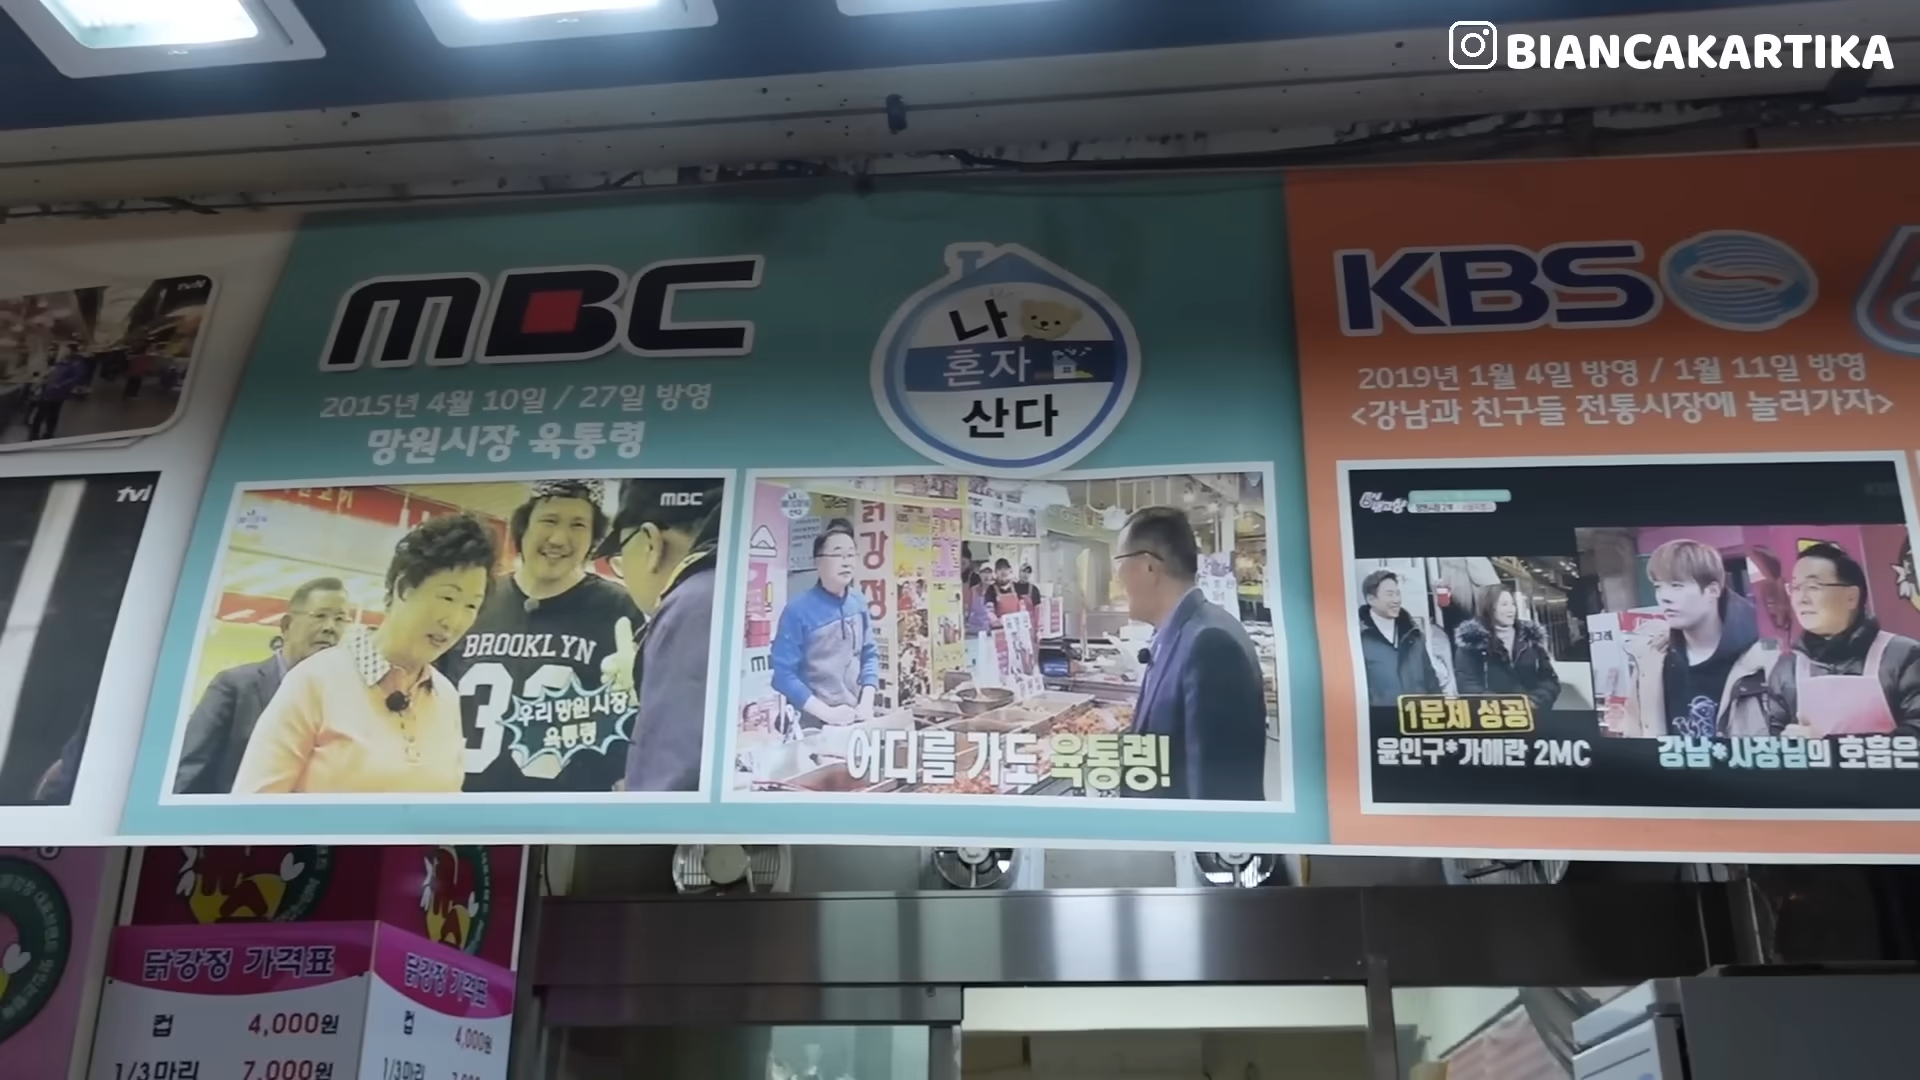 BIANCAKARTIKA
tvN
tvN
MBC
2015년 4월 10일 / 27일 방영
망원시장 육통령
나
혼자
산다
MBC
BROOKLYN
우리 망원시장
육통령
닭강정
어디를 가도 육통령!
KBS
2019년 1월 4일 방영 / 1월 11일 방영
<강남과 친구들 전통시장에 놀러가자>
1문제 성공
윤인구*가애란 2MC
강남*사장님의 호흡은
닭강정 가격표
컵 4,000원
1/3마리 7,000원
닭강정 가격표
컵 4,000원
1/3마리